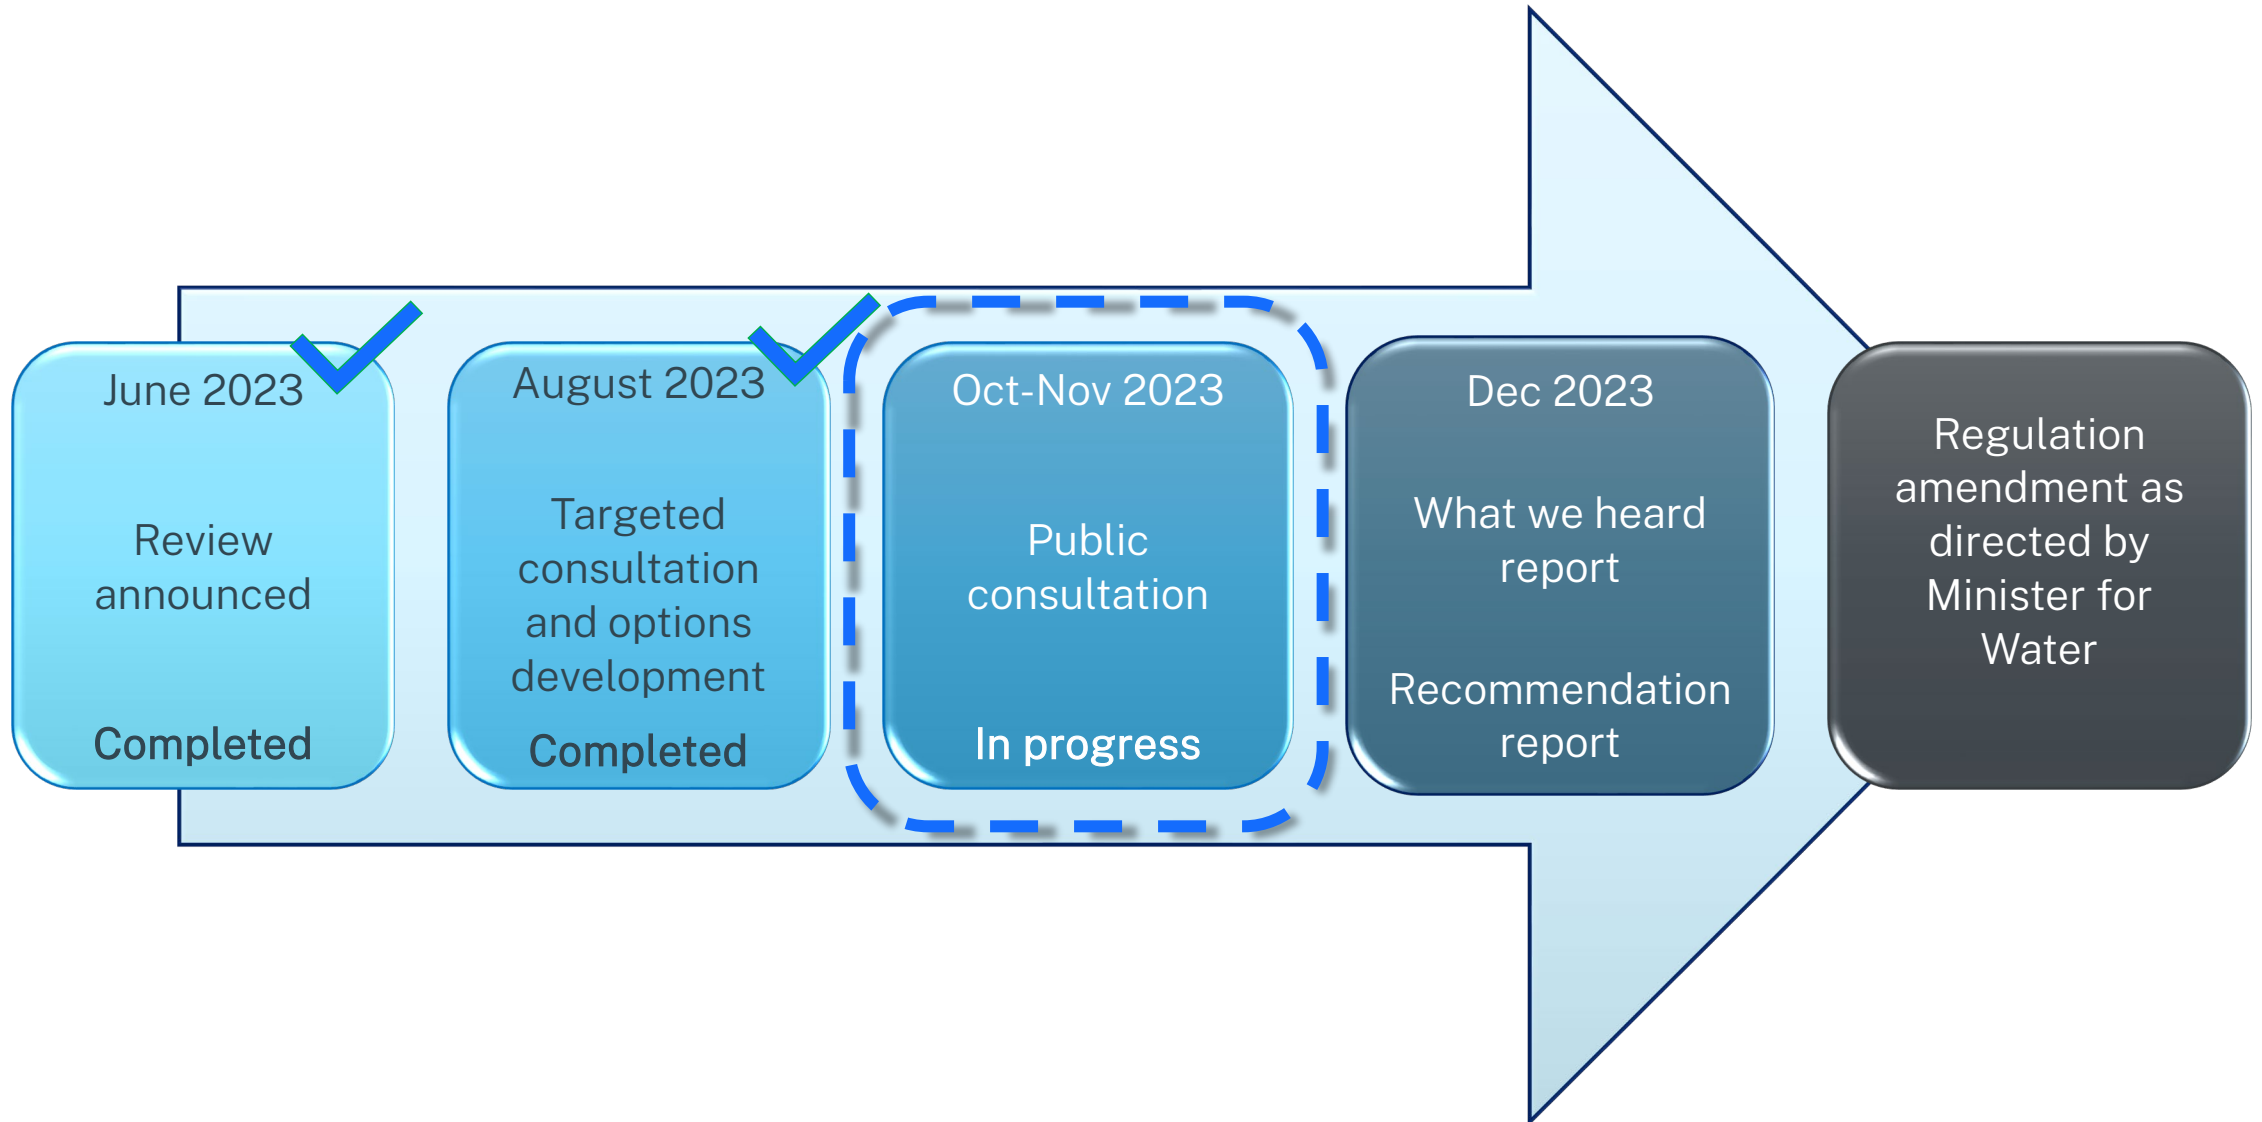 June 2023
Review
announced
Completed
August 2023
Targeted
consultation
and options
development
Completed
Oct-Nov 2023
Public
consultation
In progress
Dec 2023
What we heard
report
Recommendation
report
Regulation
amendment as
directed by
Minister for
Water